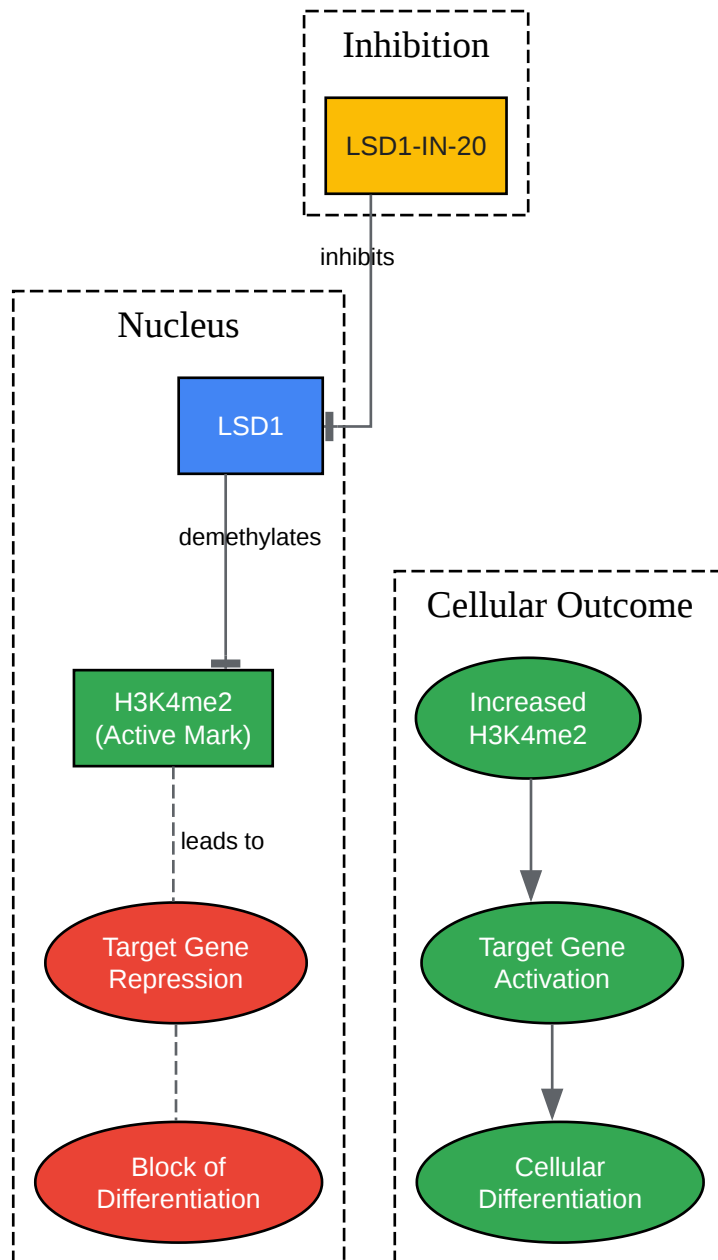 Inhibition
LSD1-IN-20
inhibits
Nucleus
LSD1
demethylates
H3K4me2
(Active Mark)
leads to
Target Gene
Repression
Block of
Differentiation
Cellular Outcome
Increased
H3K4me2
Target Gene
Activation
Cellular
Differentiation